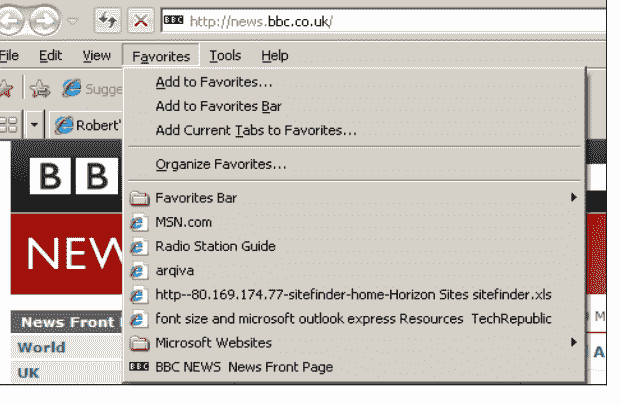 BBC http://news.bbc.co.uk/
File Edit View Favorites Tools Help
Add to Favorites...
Sugge
Add to Favorites Bar
Robert'
Add Current Tabs to Favorites...
Organize Favorites...
BB
Favorites Bar
MSN.com
NEW
Radio Station Guide
arqiva
http--80.169.174.77-sitefinder-home-Horizon Sites sitefinder.xls
News Front
font size and microsoft outlook express Resources TechRepublic
M
World
Microsoft Websites
A
UK
BBC NEWS News Front Page